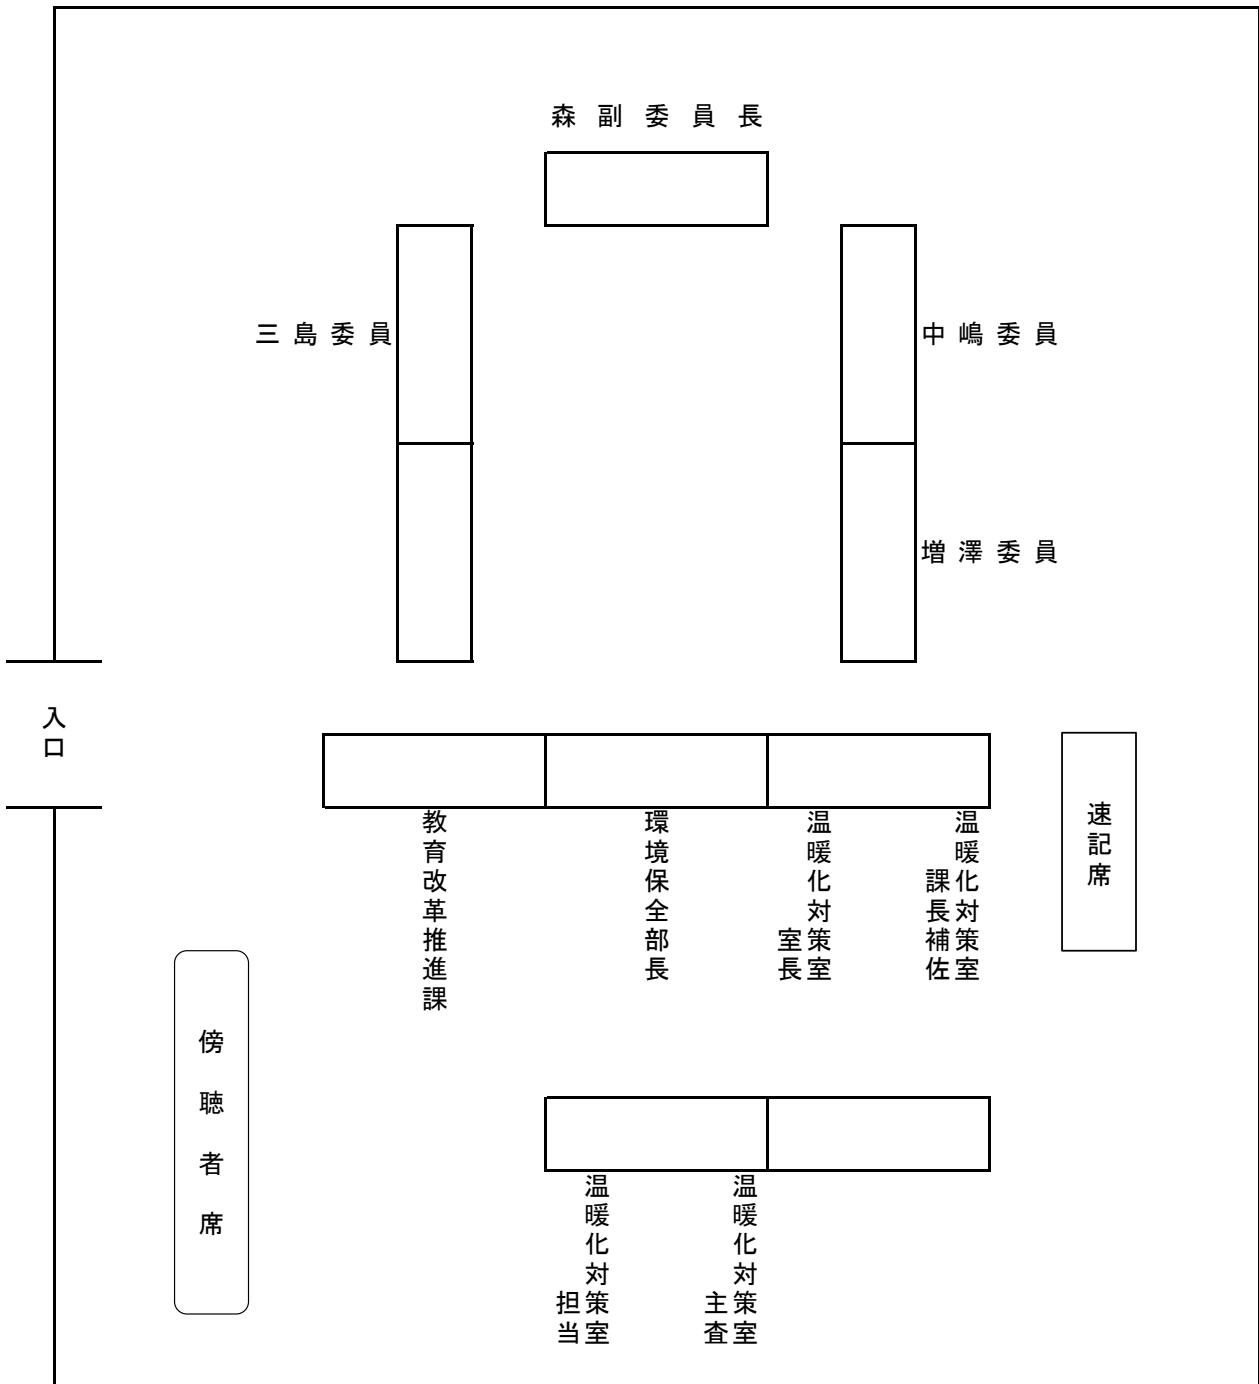 森副委員長
三島委員
中嶋委員
増澤委員
入口
教育改革推進課
環境保全部長
温暖化対策室
室長
温暖化対策室
課長補佐
速記席
傍聴者席
温暖化対策室
担当
温暖化対策室
主査